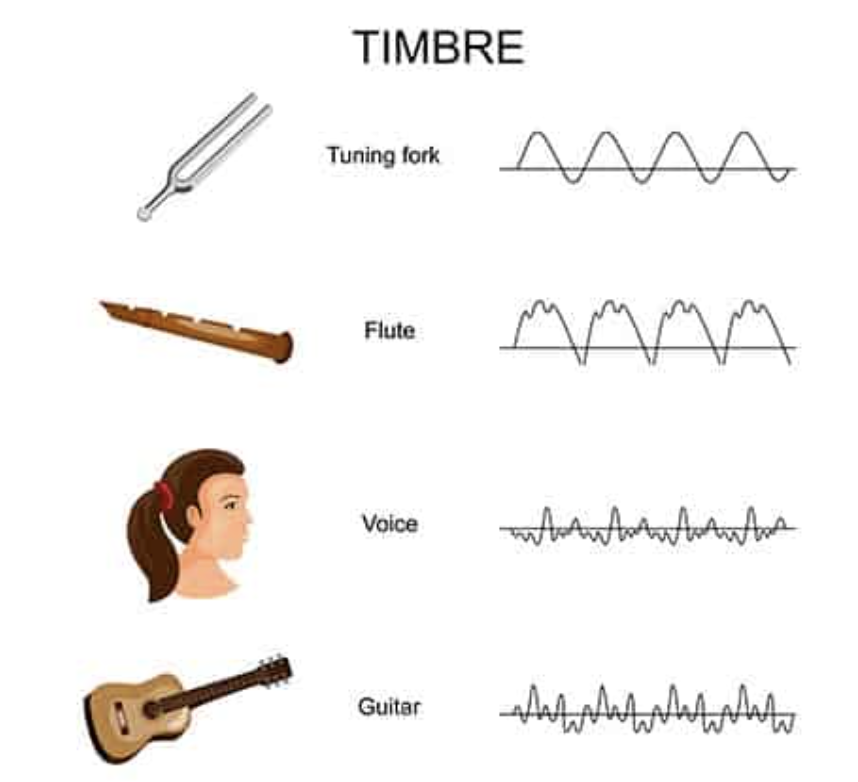 TIMBRE
Tuning fork
Flute
Voice
Guitar